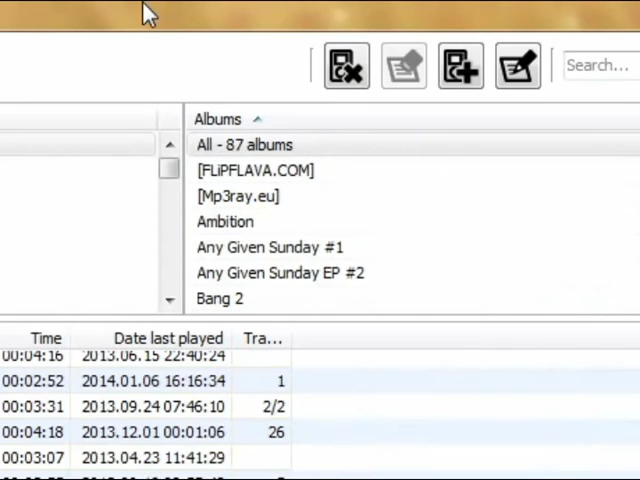 Search...
Albums
All - 87 albums
[FLiPFLAVA.COM]
[Mp3ray.eu]
Ambition
Any Given Sunday #1
Any Given Sunday EP #2
Bang 2
Time Date last played Tra...
00:04:16 2013.06.15 22:40:24
00:02:52 2014.01.06 16:16:34 1
00:03:31 2013.09.24 07:46:10 2/2
00:04:18 2013.12.01 00:01:06 26
00:03:07 2013.04.23 11:41:29